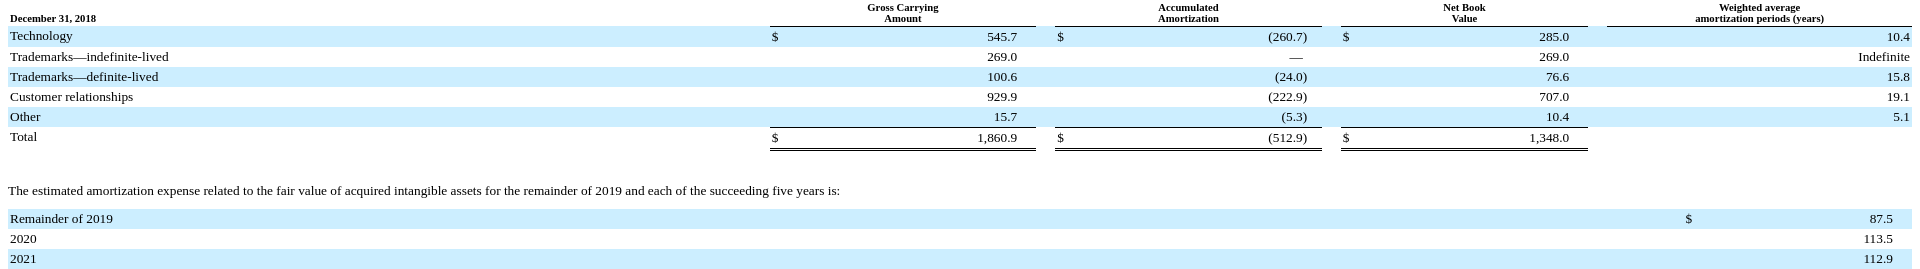 December 31, 2018 Gross Carrying Amount Accumulated Amortization Net Book Value Weighted average amortization periods (years)
Technology $ 545.7 $ (260.7) $ 285.0 10.4
Trademarks—indefinite-lived 269.0 — 269.0 Indefinite
Trademarks—definite-lived 100.6 (24.0) 76.6 15.8
Customer relationships 929.9 (222.9) 707.0 19.1
Other 15.7 (5.3) 10.4 5.1
Total $ 1,860.9 $ (512.9) $ 1,348.0
The estimated amortization expense related to the fair value of acquired intangible assets for the remainder of 2019 and each of the succeeding five years is:
Remainder of 2019 $ 87.5
2020 113.5
2021 112.9